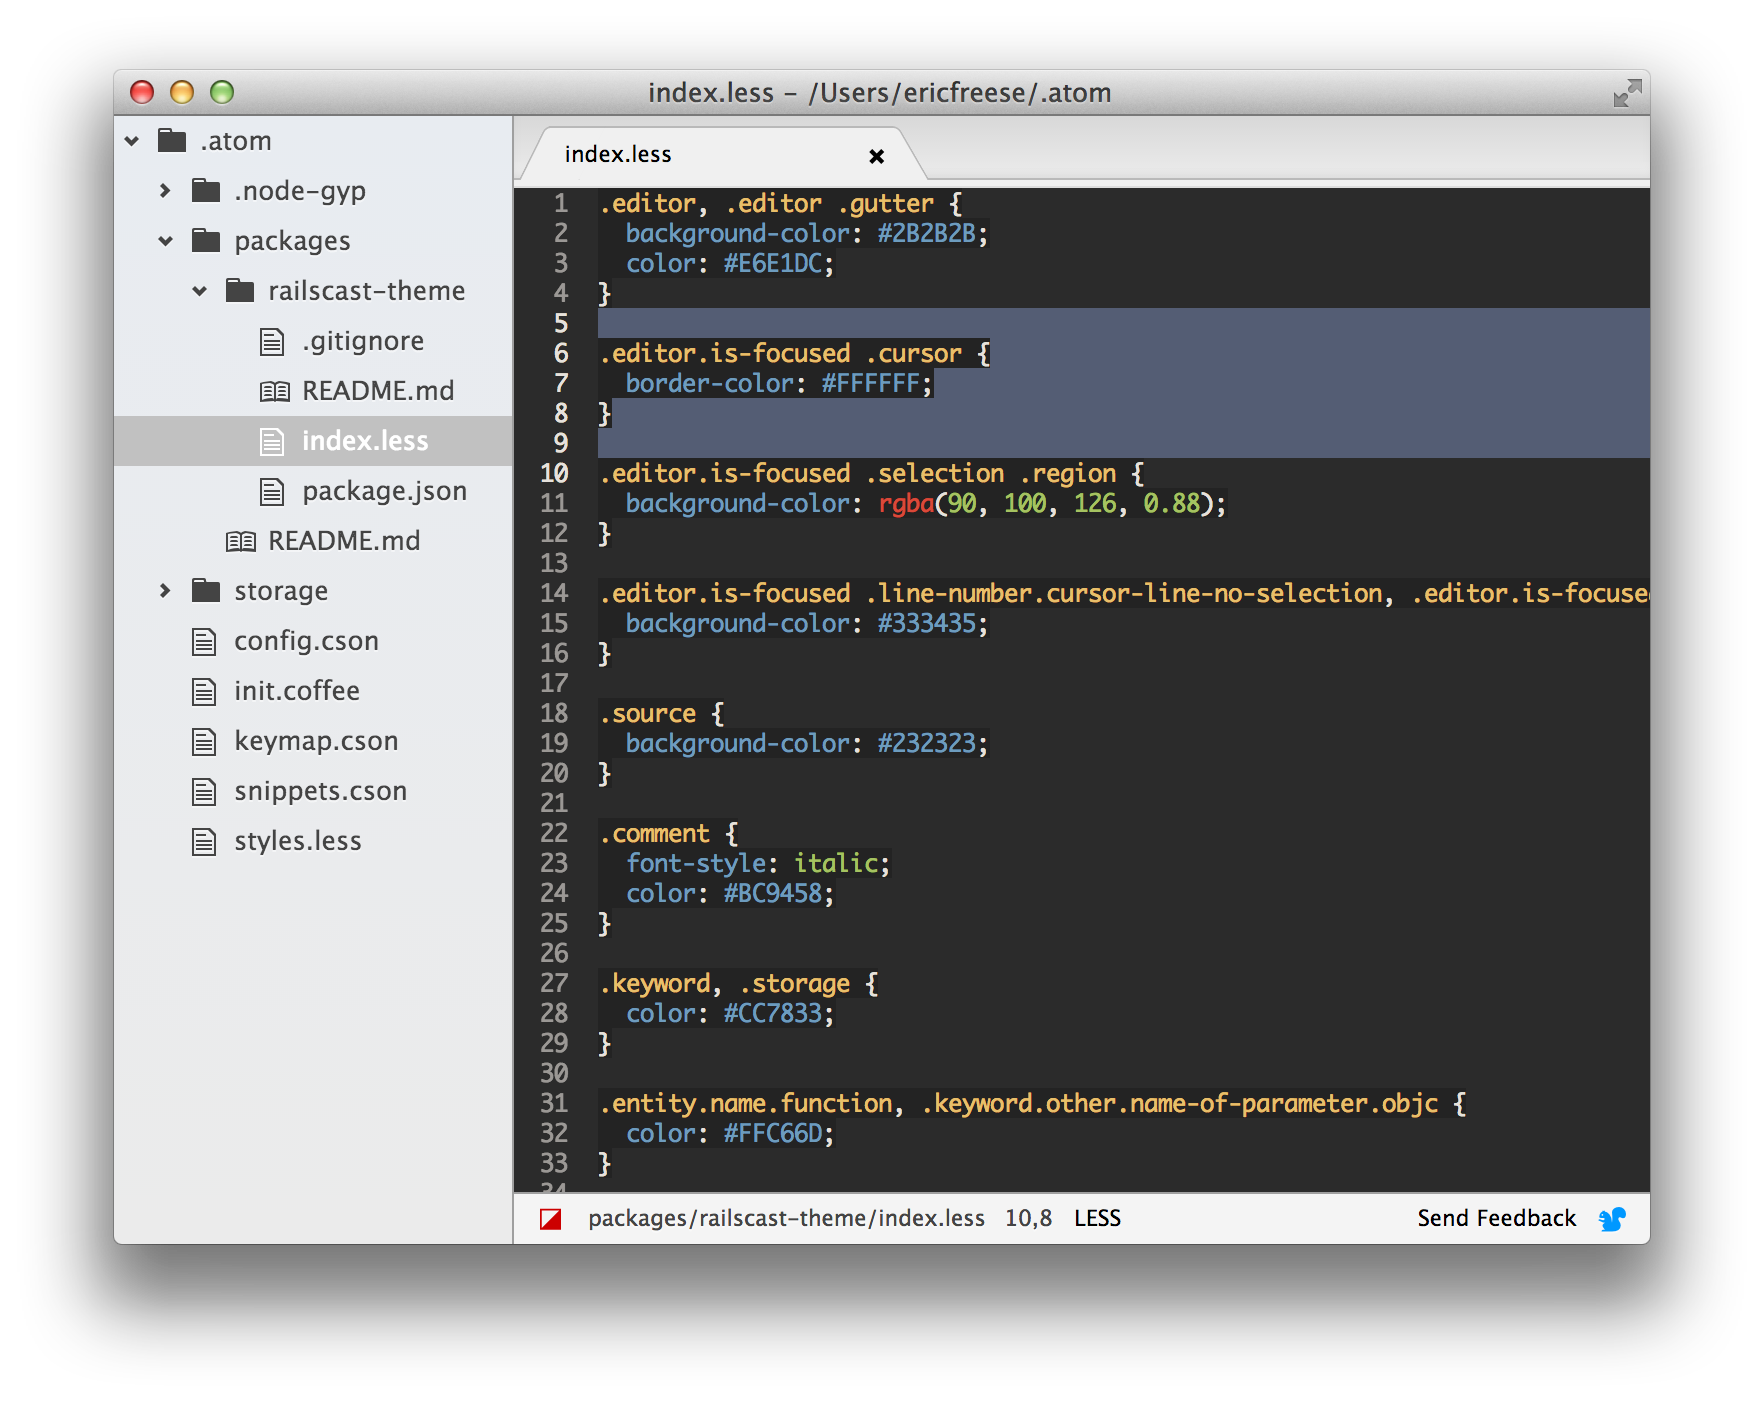 index.less – /Users/ericfreese/.atom
.atom
.node-gyp
packages
railscast-theme
.gitignore
README.md
index.less
package.json
README.md
storage
config.cson
init.coffee
keymap.cson
snippets.cson
styles.less
index.less
1 .editor, .editor .gutter {
2   background-color: #2B2B2B;
3   color: #E6E1DC;
4 }
5
6 .editor.is-focused .cursor {
7   border-color: #FFFFFF;
8 }
9
10 .editor.is-focused .selection .region {
11   background-color: rgba(90, 100, 126, 0.88);
12 }
13
14 .editor.is-focused .line-number.cursor-line-no-selection, .editor.is-focused
15   background-color: #333435;
16 }
17
18 .source {
19   background-color: #232323;
20 }
21
22 .comment {
23   font-style: italic;
24   color: #BC9458;
25 }
26
27 .keyword, .storage {
28   color: #CC7833;
29 }
30
31 .entity.name.function, .keyword.other.name-of-parameter.objc {
32   color: #FFC66D;
33 }
34
packages/railscast-theme/index.less 10,8 LESS
Send Feedback